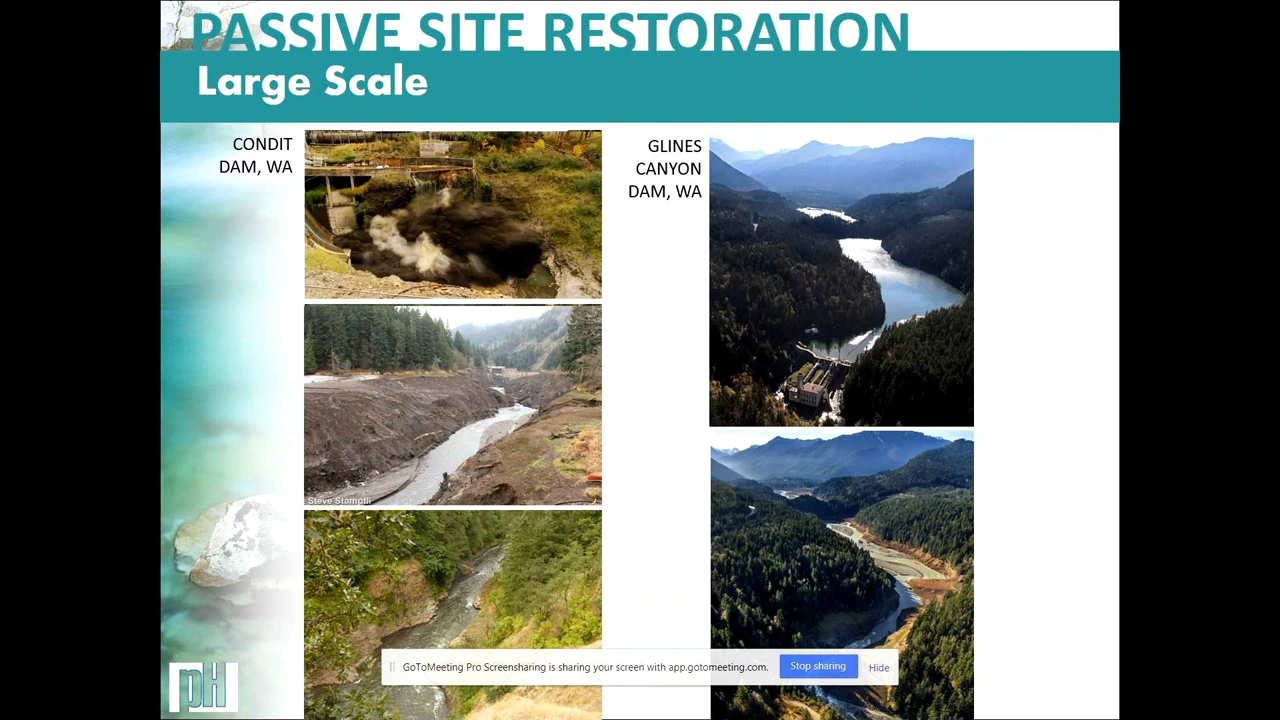 PASSIVE SITE RESTORATION
Large Scale
CONDIT
DAM, WA
GLINES
CANYON
DAM, WA
Steve Stampfli
GoToMeeting Pro Screensharing is sharing your screen with app.gotomeeting.com.
Stop sharing
Hide
pH